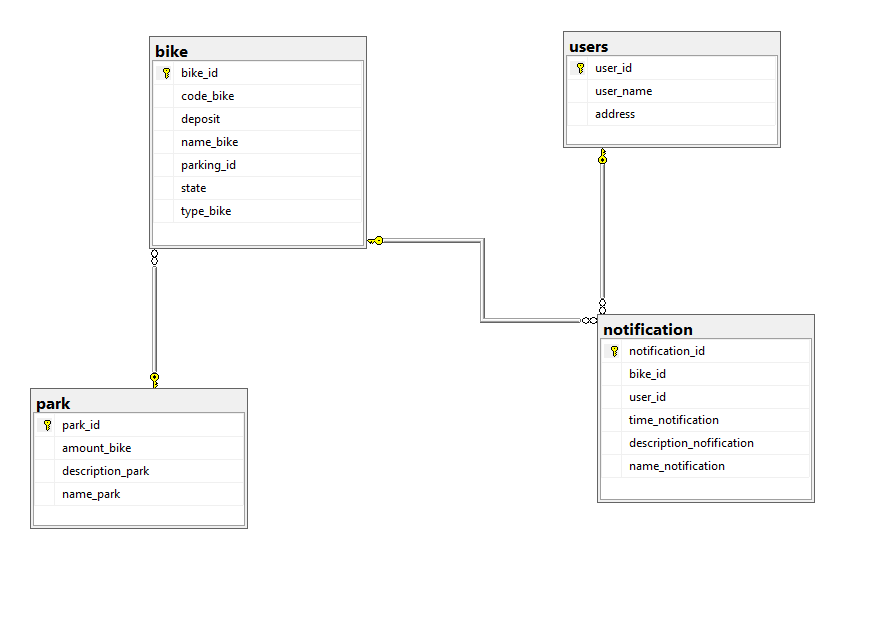 bike
bike_id
code_bike
deposit
name_bike
parking_id
state
type_bike
users
user_id
user_name
address
park
park_id
amount_bike
description_park
name_park
notification
notification_id
bike_id
user_id
time_notification
description_nofification
name_notification